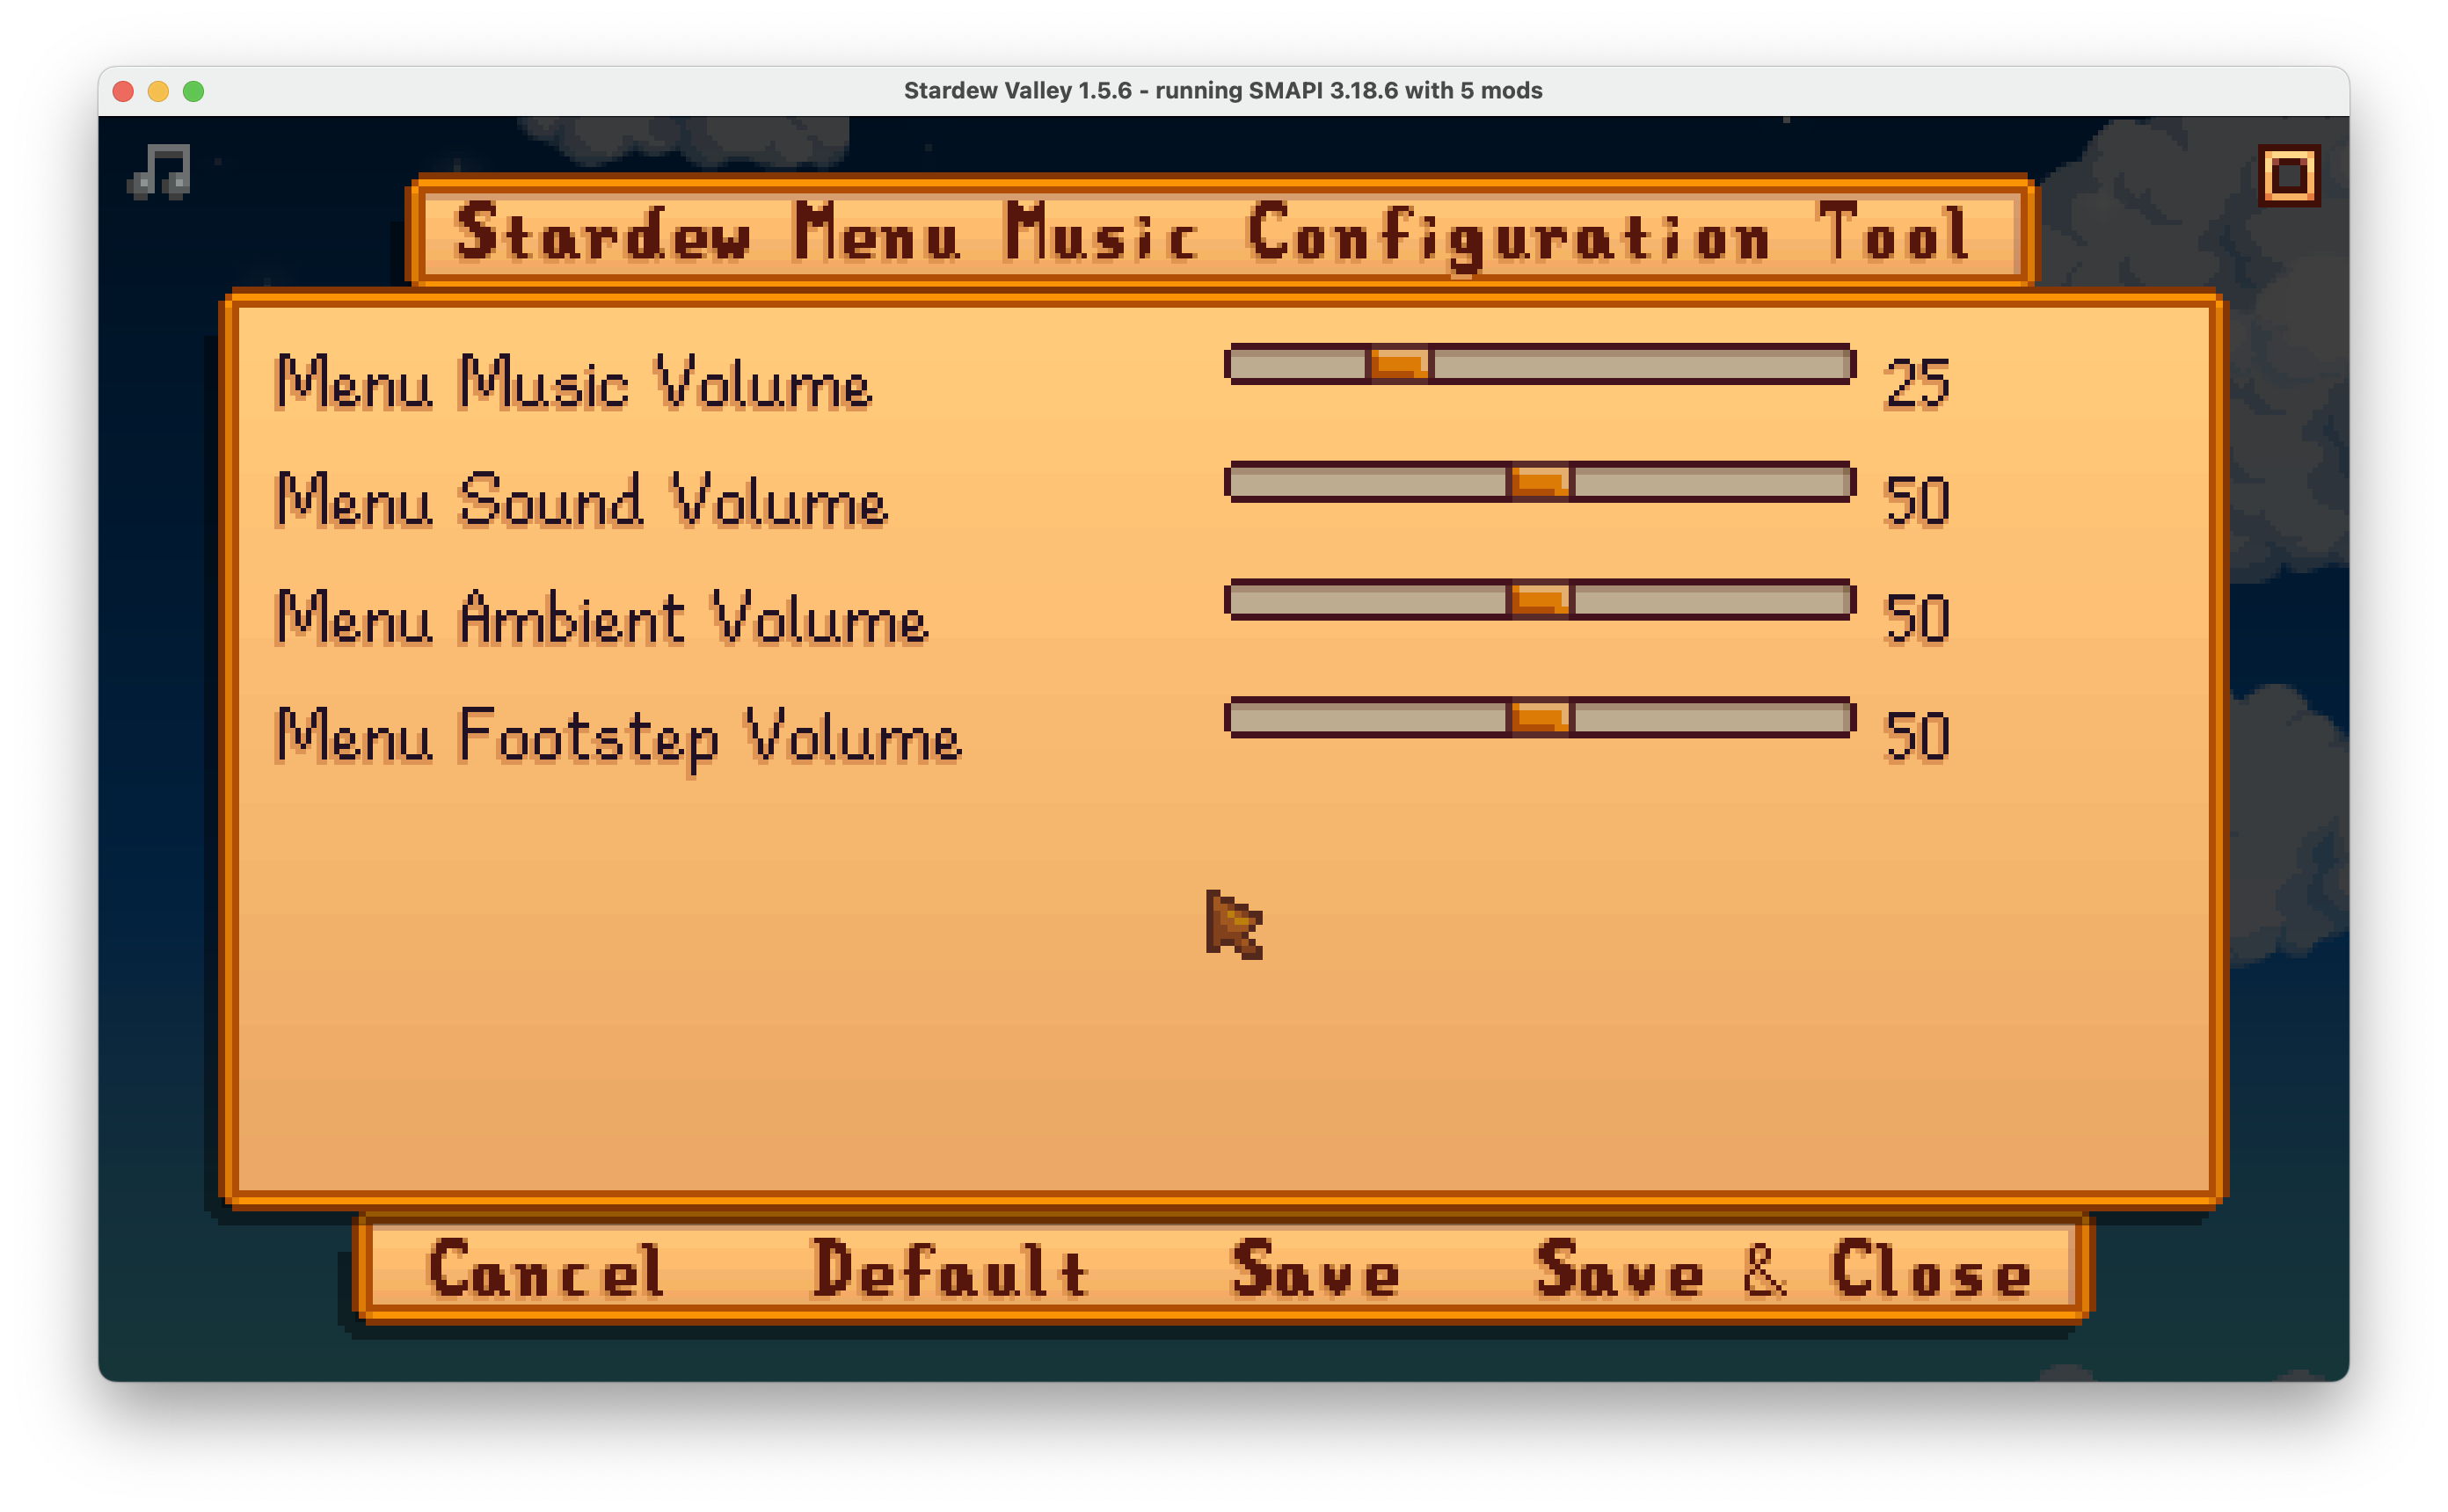 Stardew Valley 1.5.6 - running SMAPI 3.18.6 with 5 mods
Stardew Menu Music Configuration Tool
Menu Music Volume 25
Menu Sound Volume 50
Menu Ambient Volume 50
Menu Footstep Volume 50
Cancel Default Save Save & Close